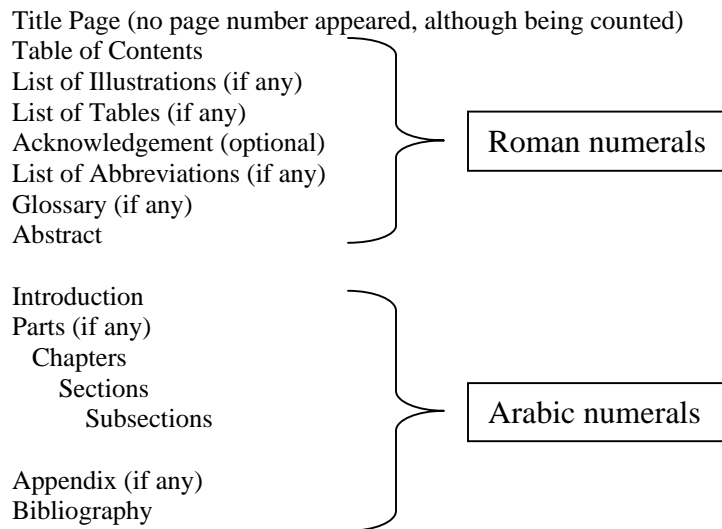 Title Page (no page number appeared, although being counted)
Table of Contents
List of Illustrations (if any)
List of Tables (if any)
Acknowledgement (optional)
List of Abbreviations (if any)
Glossary (if any)
Abstract
Roman numerals
Introduction
Parts (if any)
Chapters
Sections
Subsections
Appendix (if any)
Bibliography
Arabic numerals